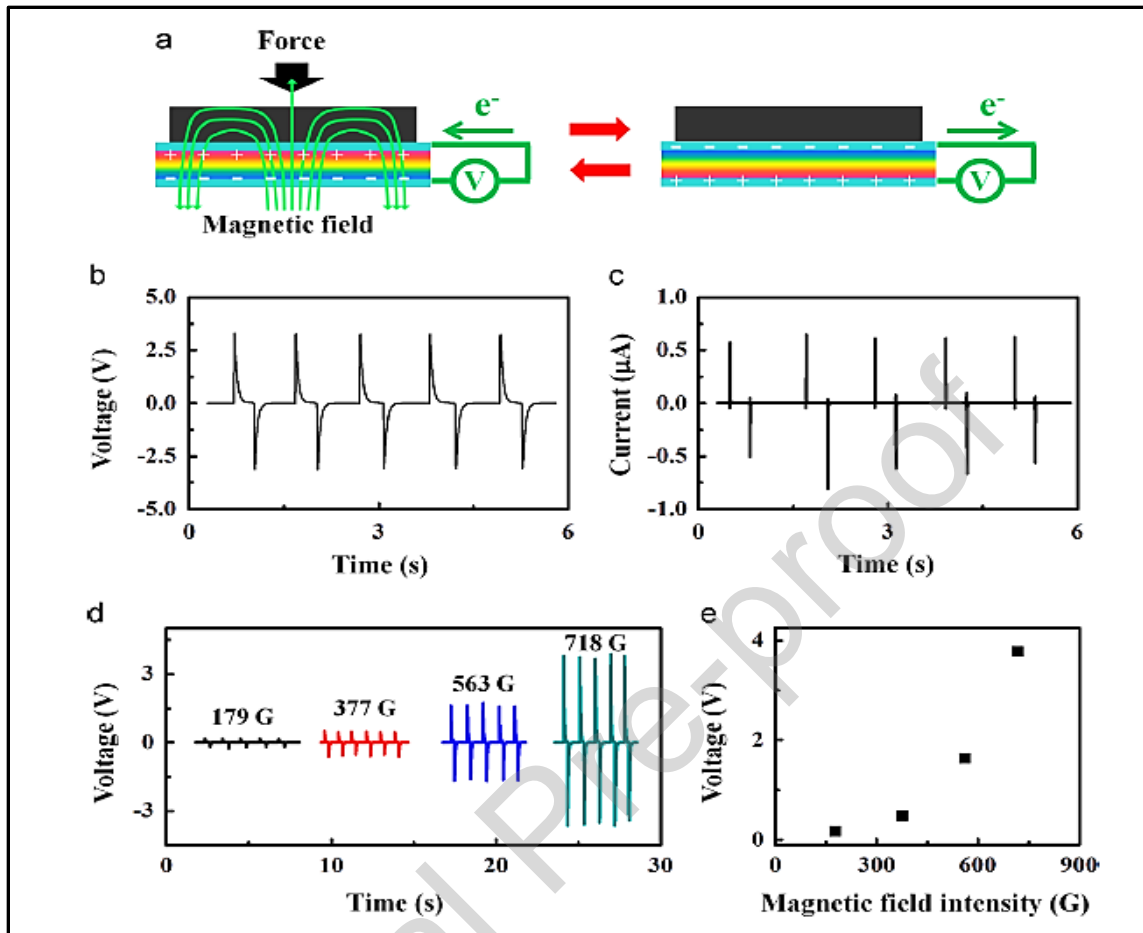 a
Force
e-
e-
+ + + + + + +
- - - - - - -
- - - - - - - -
+ + + + + + + +
V
V
Magnetic field
b
Voltage (V)
5.0
2.5
0.0
-2.5
-5.0
0
3
6
Time (s)
c
Current (μA)
1.0
0.5
0.0
-0.5
-1.0
0
3
6
Time (s)
d
Voltage (V)
3
0
-3
179 G
377 G
563 G
718 G
0
10
20
30
Time (s)
e
Voltage (V)
4
2
0
0
300
600
900
Magnetic field intensity (G)
Pre-proof